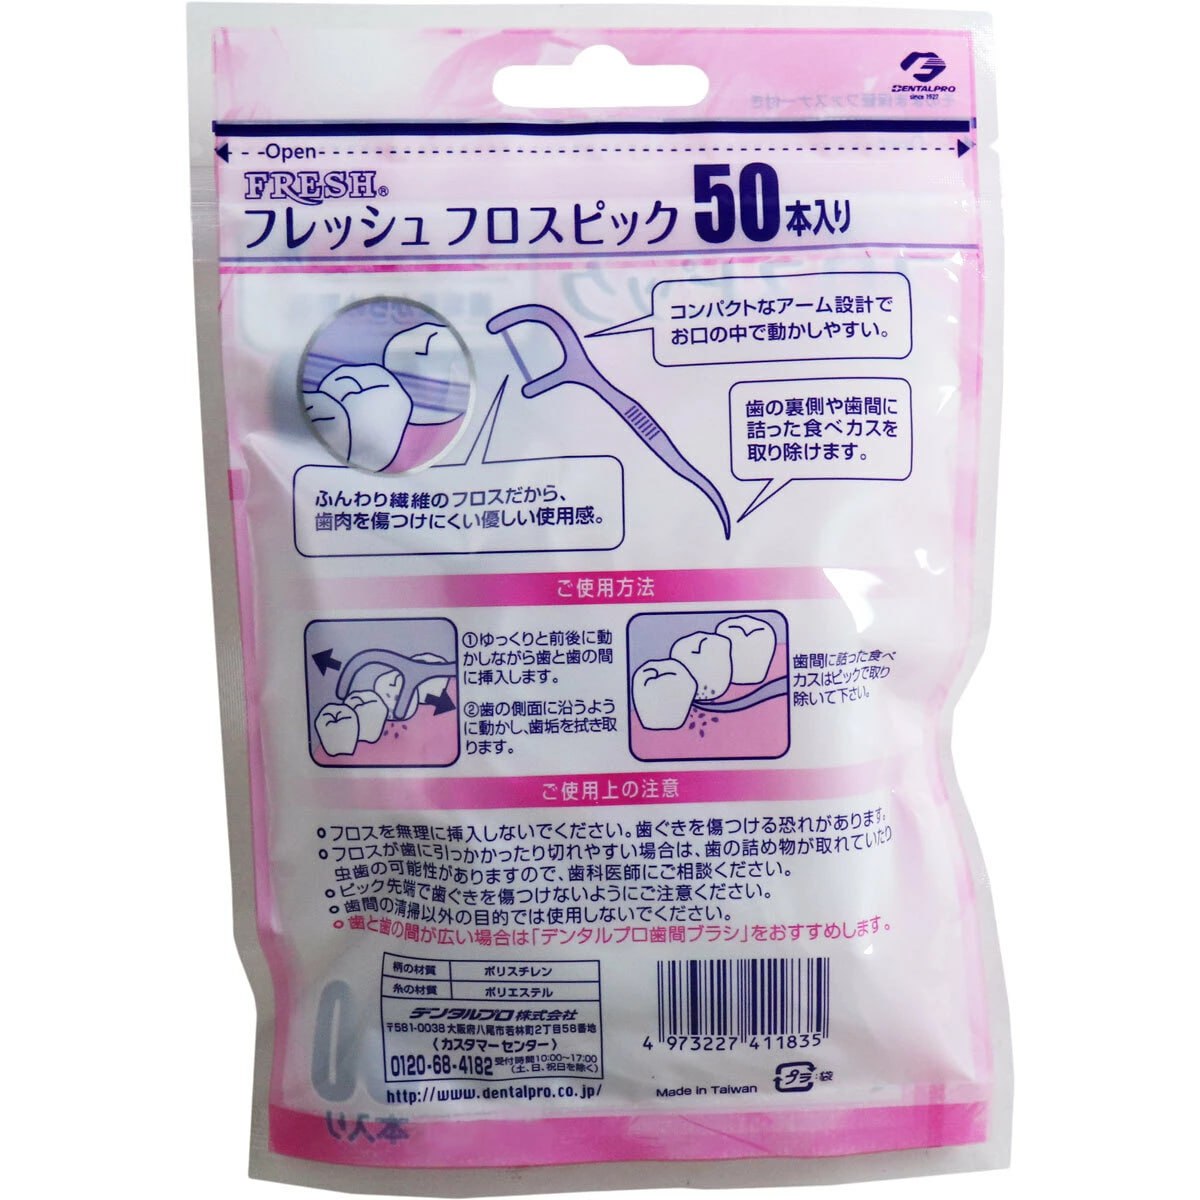 DENTALPRO
since 1927
-Open-
FRESH®
フレッシュ フロスピック 50本入り
コンパクトなアーム設計で
お口の中で動かしやすい。
歯の裏側や歯間に
詰った食べカスを
取り除けます。
ふんわり繊維のフロスだから、
歯肉を傷つけにくい優しい使用感。
ご使用方法
①ゆっくりと前後に動
かしながら歯と歯の間
に挿入します。
②歯の側面に沿うよう
に動かし、歯垢を拭き取
ります。
歯間に詰った食べ
カスはピックで取り
除いて下さい。
ご使用上の注意
フロスを無理に挿入しないでください。歯ぐきを傷つける恐れがあります。
フロスが歯に引っかかったり切れやすい場合は、歯の詰め物が取れていたり
虫歯の可能性がありますので、歯科医師にご相談ください。
ピック先端で歯ぐきを傷つけないようにご注意ください。
歯間の清掃以外の目的では使用しないでください。
歯と歯の間が広い場合は「デンタルプロ歯間ブラシ」をおすすめします。
柄の材質 ポリスチレン
糸の材質 ポリエステル
デンタルプロ株式会社
〒581-0038 大阪府八尾市若林町2丁目58番地
〈カスタマーセンター〉
0120-68-4182 受付時間10:00〜17:00
(土、日、祝日を除く)
http://www.dentalpro.co.jp/
4 973227 411835
Made in Taiwan
プラ:袋
本入り